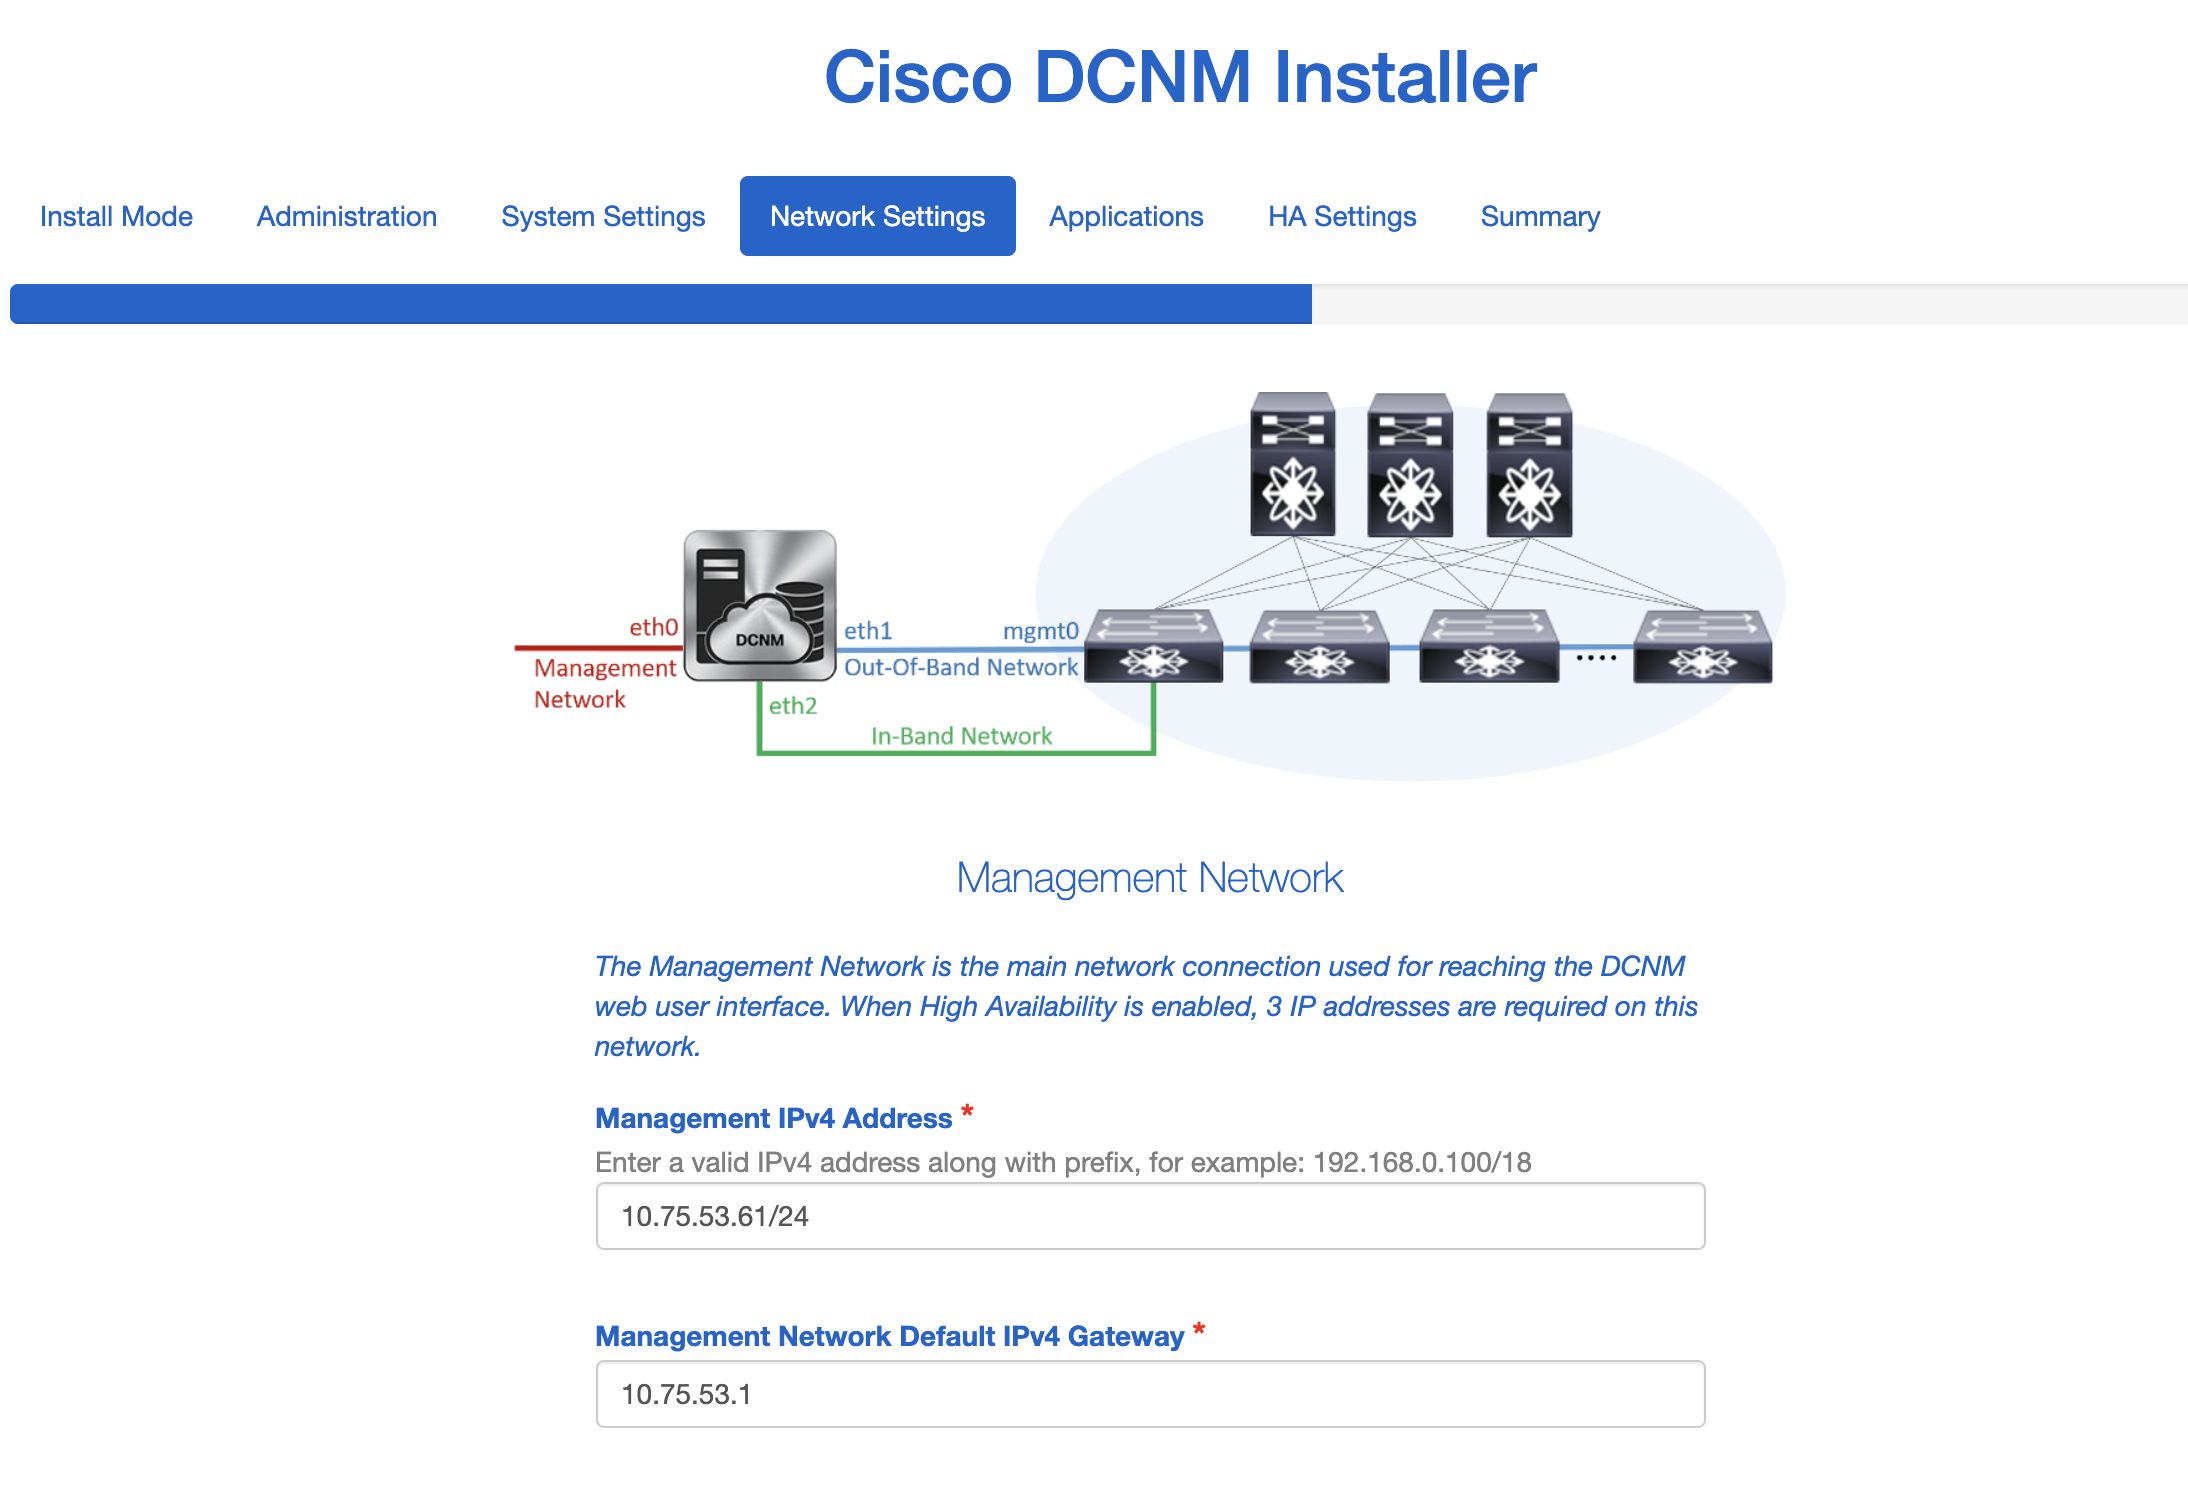 Cisco DCNM Installer
Install Mode Administration System Settings Network Settings Applications HA Settings Summary
eth0
Management
Network
DCNM
eth1
mgmt0
Out-Of-Band Network
eth2
In-Band Network
....
Management Network
The Management Network is the main network connection used for reaching the DCNM
web user interface. When High Availability is enabled, 3 IP addresses are required on this
network.
Management IPv4 Address *
Enter a valid IPv4 address along with prefix, for example: 192.168.0.100/18
10.75.53.61/24
Management Network Default IPv4 Gateway *
10.75.53.1